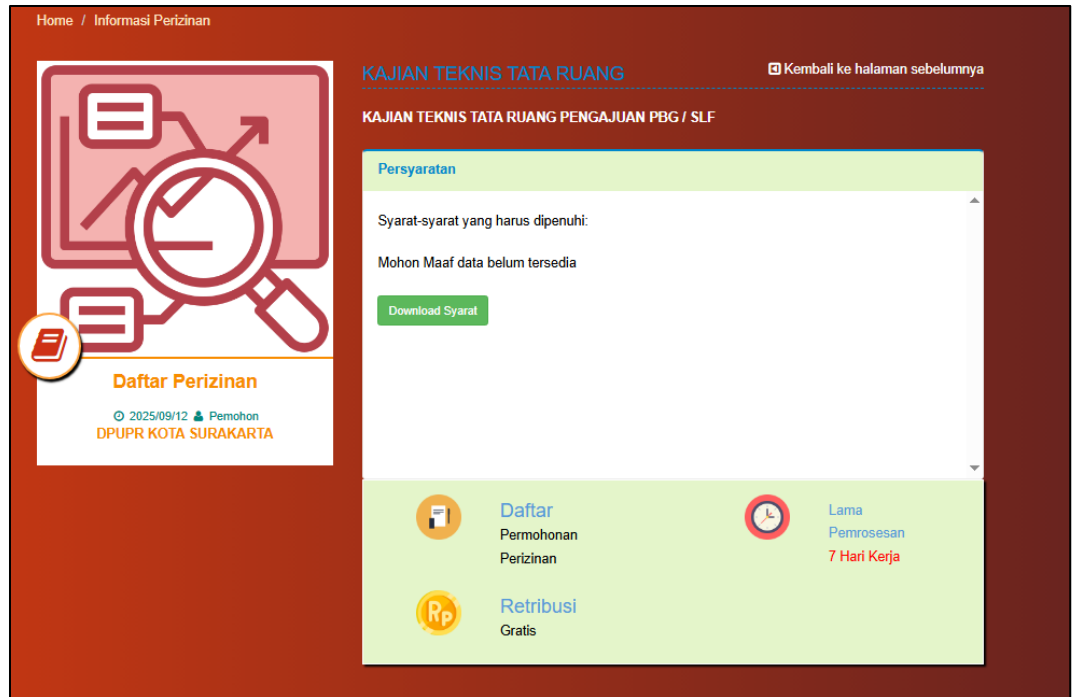 Home / Informasi Perizinan
KAJIAN TEKNIS TATA RUANG
Kembali ke halaman sebelumnya
KAJIAN TEKNIS TATA RUANG PENGAJUAN PBG / SLF
Persyaratan
Syarat-syarat yang harus dipenuhi:
Mohon Maaf data belum tersedia
Download Syarat
Daftar Perizinan
2025/09/12 Pemohon
DPUPR KOTA SURAKARTA
Daftar
Permohonan
Perizinan
Lama
Pemrosesan
7 Hari Kerja
Rp
Retribusi
Gratis